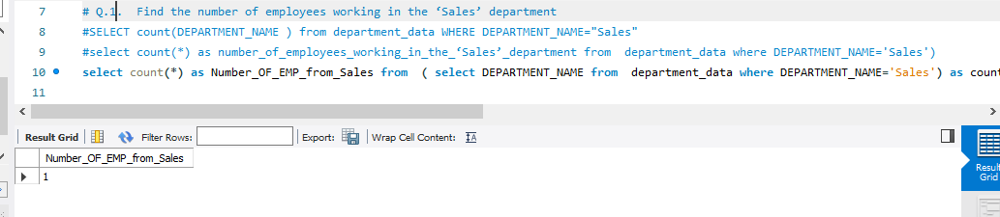 7 # Q.1. Find the number of employees working in the ‘Sales’ department
8 #SELECT count(DEPARTMENT_NAME ) from department_data WHERE DEPARTMENT_NAME="Sales"
9 #select count(*) as number_of_employees_working_in_the_‘Sales’_department from department_data where DEPARTMENT_NAME='Sales')
10 select count(*) as Number_OF_EMP_from_Sales from ( select DEPARTMENT_NAME from department_data where DEPARTMENT_NAME='Sales') as count
11
Result Grid Filter Rows: Export: Wrap Cell Content: IA
Number_OF_EMP_from_Sales
1
Result
Grid